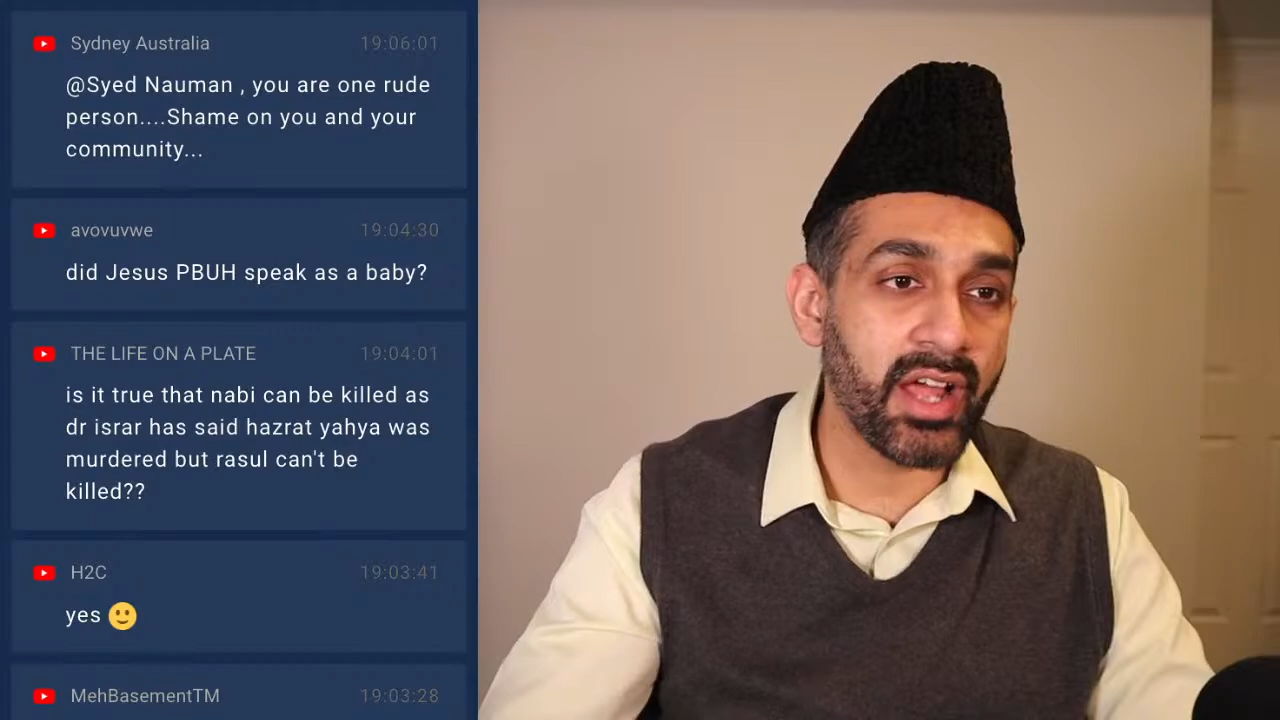 Sydney Australia 19:06:01
@Syed Nauman , you are one rude
person....Shame on you and your
community...
avovuvwe 19:04:30
did Jesus PBUH speak as a baby?
THE LIFE ON A PLATE 19:04:01
is it true that nabi can be killed as
dr israr has said hazrat yahya was
murdered but rasul can't be
killed??
H2C 19:03:41
yes 🙂
MehBasementTM 19:03:28